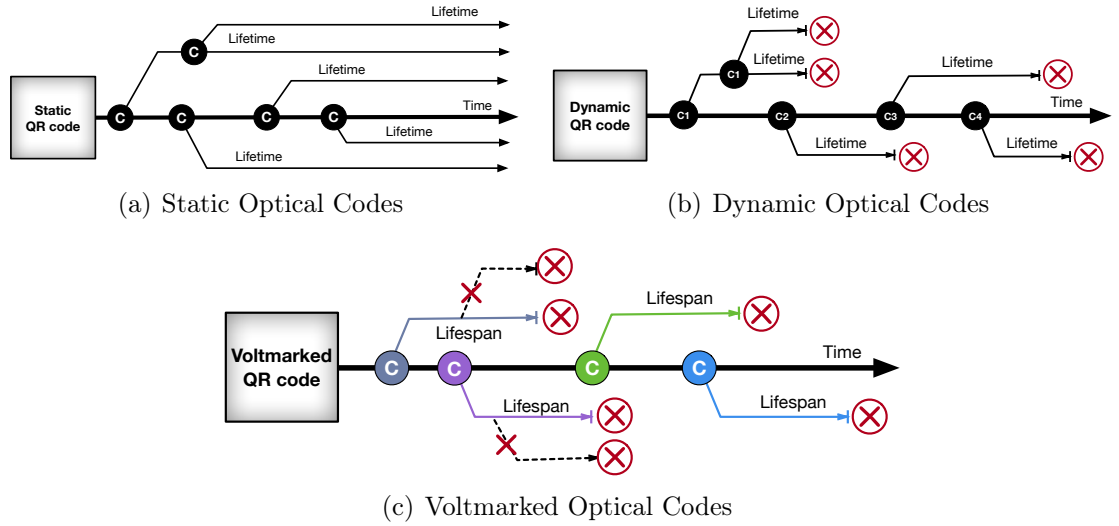 Static
QR code
C
C
C
C
C
Lifetime
Lifetime
Lifetime
Time
Lifetime
Lifetime
(a) Static Optical Codes
Dynamic
QR code
C1
C1
C2
C3
C4
Lifetime
Lifetime
Lifetime
Time
Lifetime
Lifetime
(b) Dynamic Optical Codes
Voltmarked
QR code
C
C
C
C
Lifespan
Lifespan
Time
Lifespan
Lifespan
(c) Voltmarked Optical Codes